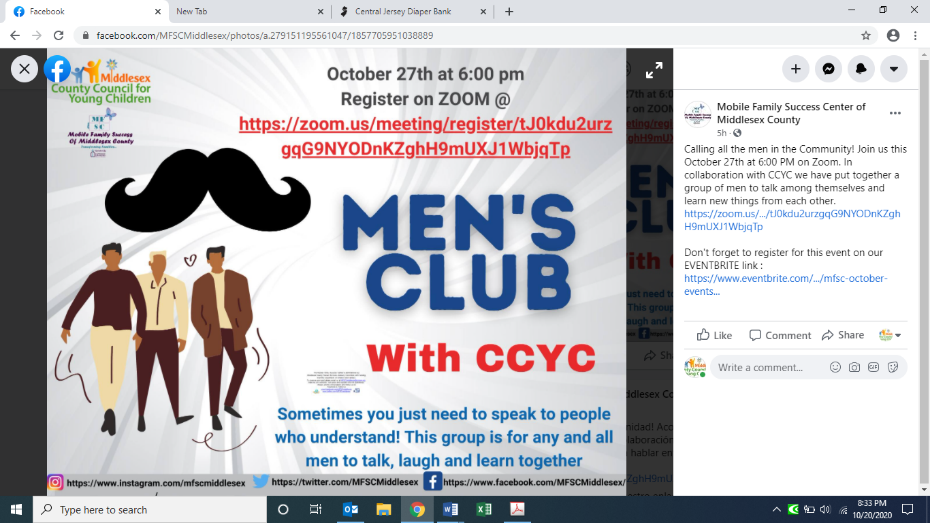 Facebook
New Tab
Central Jersey Diaper Bank
facebook.com/MFSCMiddlesex/photos/a.279151195561047/1857705951038889
Middlesex
County Council for
Young Children
Mobile Family Success
Of Middlesex County
October 27th at 6:00 pm
Register on ZOOM @
https://zoom.us/meeting/register/tJ0kdu2urz
gqG9NYODnKZghH9mUXJ1WbjqTp
MEN'S
CLUB
With CCYC
Sometimes you just need to speak to people
who understand! This group is for any and all
men to talk, laugh and learn together
https://www.instagram.com/mfscmiddlesex
https://twitter.com/MFSCMiddlesex
https://www.facebook.com/MFSCMiddlesex/
Mobile Family Success Center of
Middlesex County
5h ·
Calling all the men in the Community! Join us this
October 27th at 6:00 PM on Zoom. In
collaboration with CCYC we have put together a
group of men to talk among themselves and
learn new things from each other.
https://zoom.us/.../tJ0kdu2urzgqG9NYODnKZgh
H9mUXJ1WbjqTp
Don't forget to register for this event on our
EVENTBRITE link :
https://www.eventbrite.com/.../mfsc-october-
events...
Like
Comment
Share
Write a comment...
GIF
Type here to search
8:33 PM
10/20/2020